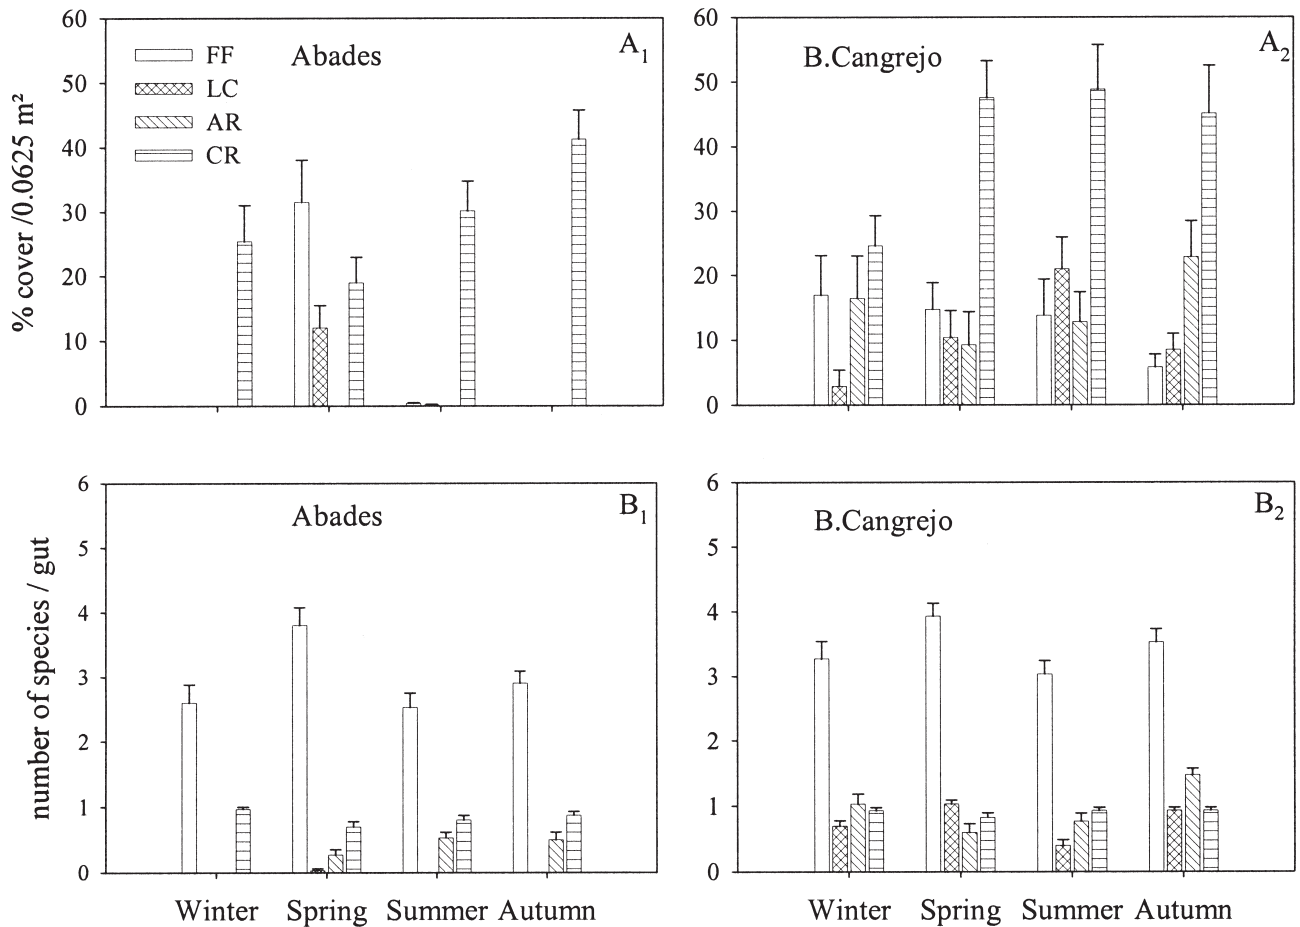 60
50
40
30
20
10
0
% cover /0.0625 m²
FF
LC
AR
CR
Abades
A1
60
50
40
30
20
10
0
B.Cangrejo
A2
6
5
4
3
2
1
0
number of species / gut
Abades
B1
Winter Spring Summer Autumn
6
5
4
3
2
1
0
B.Cangrejo
B2
Winter Spring Summer Autumn